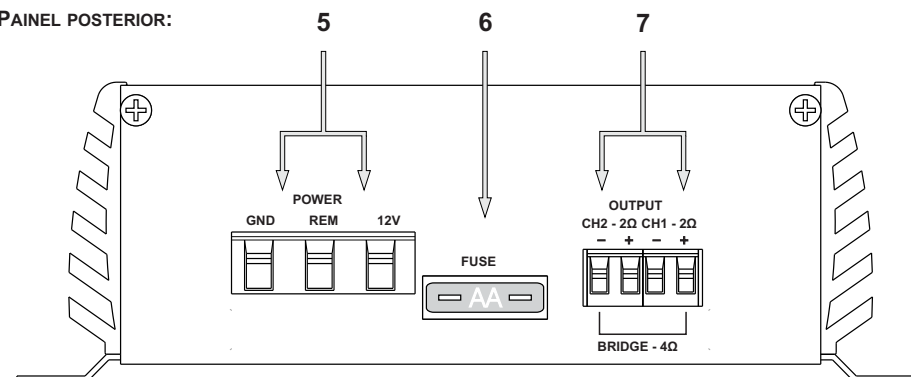 PAINEL POSTERIOR:
5 6 7
POWER
GND REM 12V
FUSE
AA
OUTPUT
CH2 - 2Ω CH1 - 2Ω
– + – +
BRIDGE - 4Ω